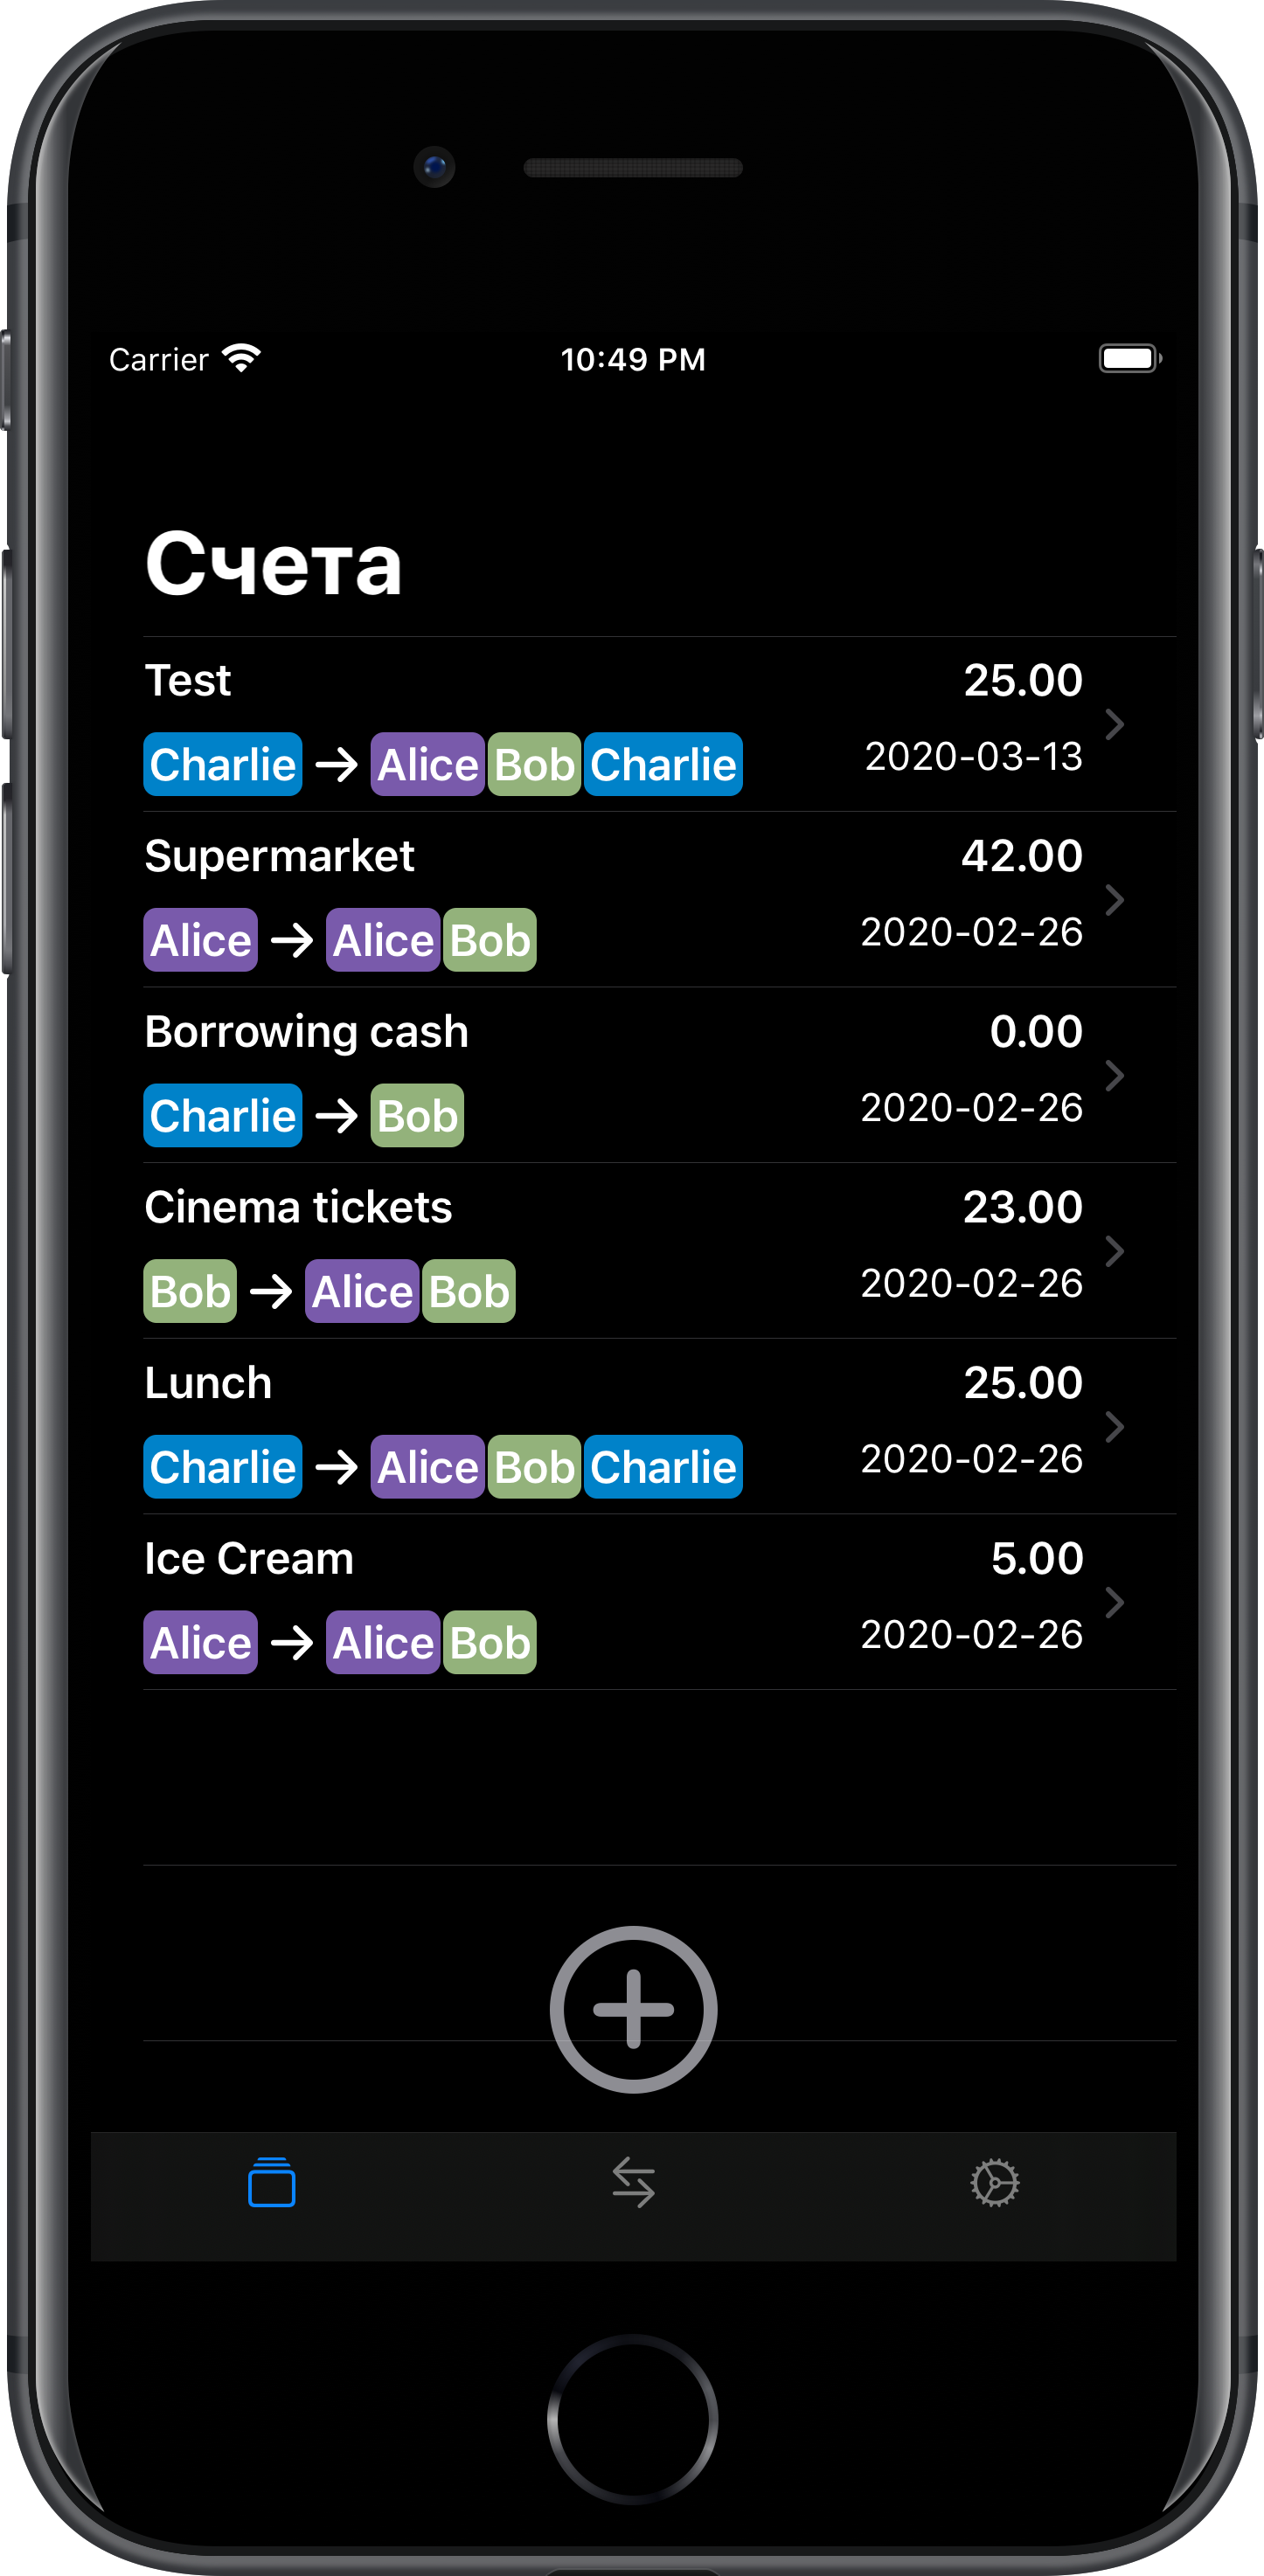 Carrier 10:49 PM
Счета
Test 25.00
Charlie → Alice Bob Charlie 2020-03-13
Supermarket 42.00
Alice → Alice Bob 2020-02-26
Borrowing cash 0.00
Charlie → Bob 2020-02-26
Cinema tickets 23.00
Bob → Alice Bob 2020-02-26
Lunch 25.00
Charlie → Alice Bob Charlie 2020-02-26
Ice Cream 5.00
Alice → Alice Bob 2020-02-26